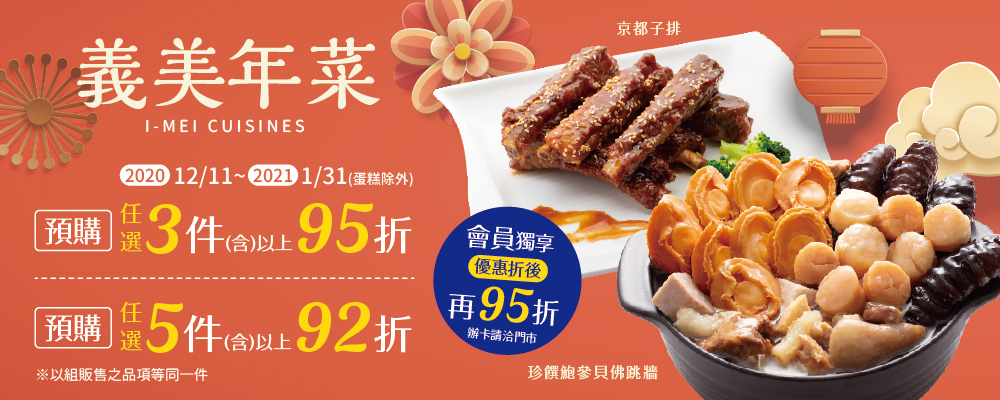 義美年菜
I-MEI CUISINES
2020 12/11~2021 1/31(蛋糕除外)
預購 任選3件(含)以上95折
預購 任選5件(含)以上92折
※以組販售之品項等同一件
會員獨享
優惠折後
再95折
辦卡請洽門市
京都子排
珍饌鮑參貝佛跳牆